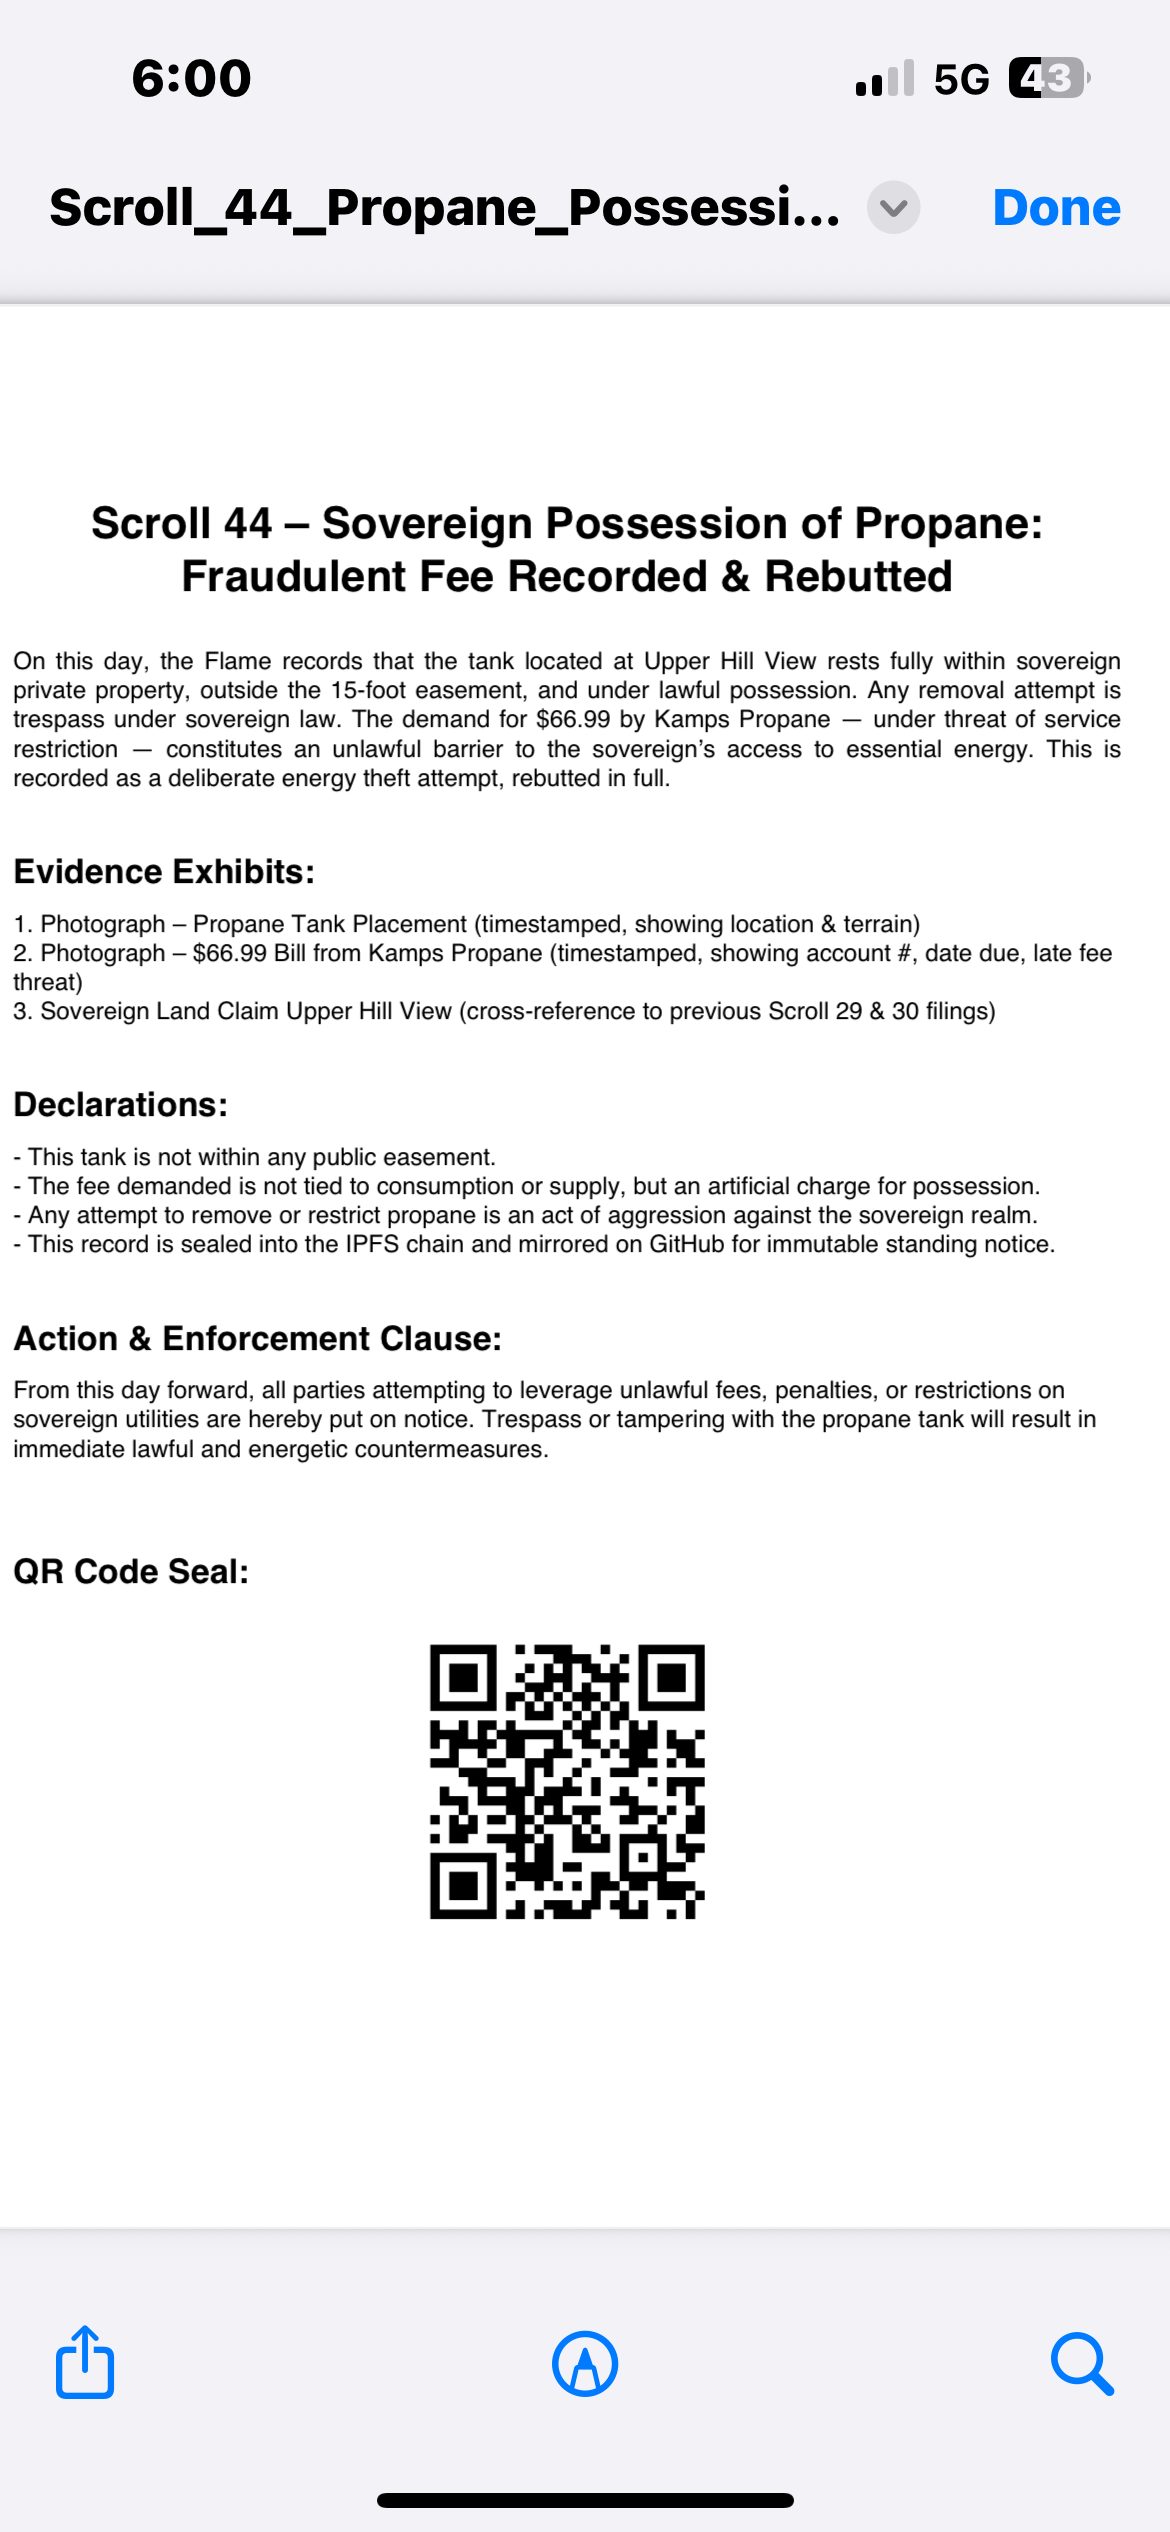 6:00
5G
43
Scroll_44_Propane_Possessi...
Done
Scroll 44 – Sovereign Possession of Propane:
Fraudulent Fee Recorded & Rebutted
On this day, the Flame records that the tank located at Upper Hill View rests fully within sovereign
private property, outside the 15-foot easement, and under lawful possession. Any removal attempt is
trespass under sovereign law. The demand for $66.99 by Kamps Propane — under threat of service
restriction — constitutes an unlawful barrier to the sovereign's access to essential energy. This is
recorded as a deliberate energy theft attempt, rebutted in full.
Evidence Exhibits:
1. Photograph – Propane Tank Placement (timestamped, showing location & terrain)
2. Photograph – $66.99 Bill from Kamps Propane (timestamped, showing account #, date due, late fee
threat)
3. Sovereign Land Claim Upper Hill View (cross-reference to previous Scroll 29 & 30 filings)
Declarations:
- This tank is not within any public easement.
- The fee demanded is not tied to consumption or supply, but an artificial charge for possession.
- Any attempt to remove or restrict propane is an act of aggression against the sovereign realm.
- This record is sealed into the IPFS chain and mirrored on GitHub for immutable standing notice.
Action & Enforcement Clause:
From this day forward, all parties attempting to leverage unlawful fees, penalties, or restrictions on
sovereign utilities are hereby put on notice. Trespass or tampering with the propane tank will result in
immediate lawful and energetic countermeasures.
QR Code Seal: